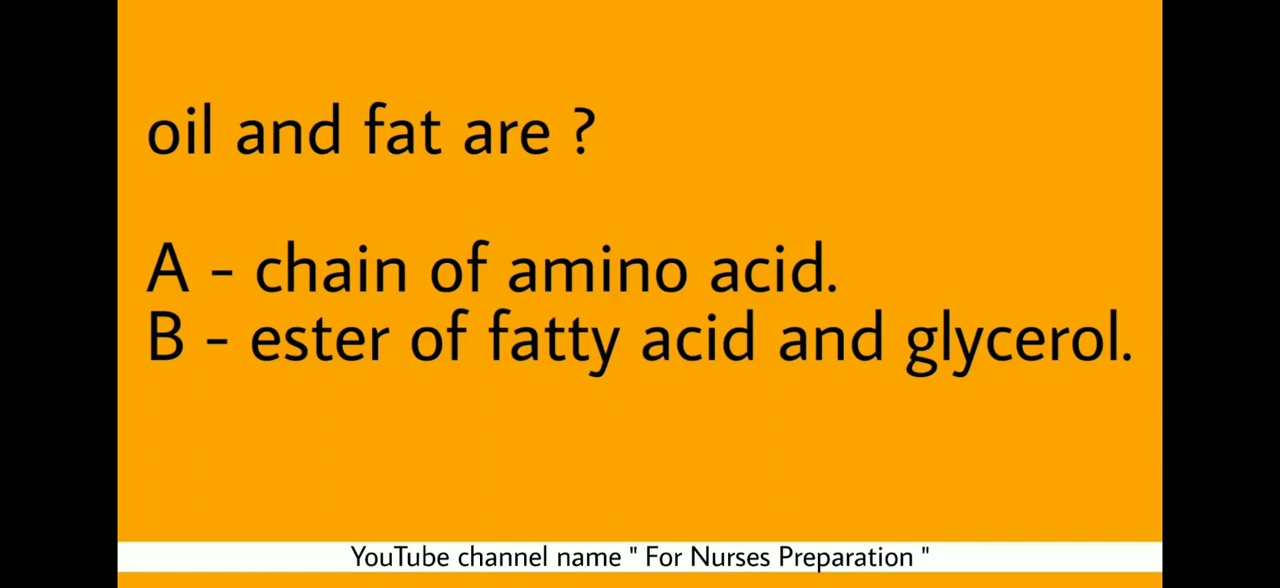 oil and fat are ?
A - chain of amino acid.
B - ester of fatty acid and glycerol.
YouTube channel name " For Nurses Preparation "